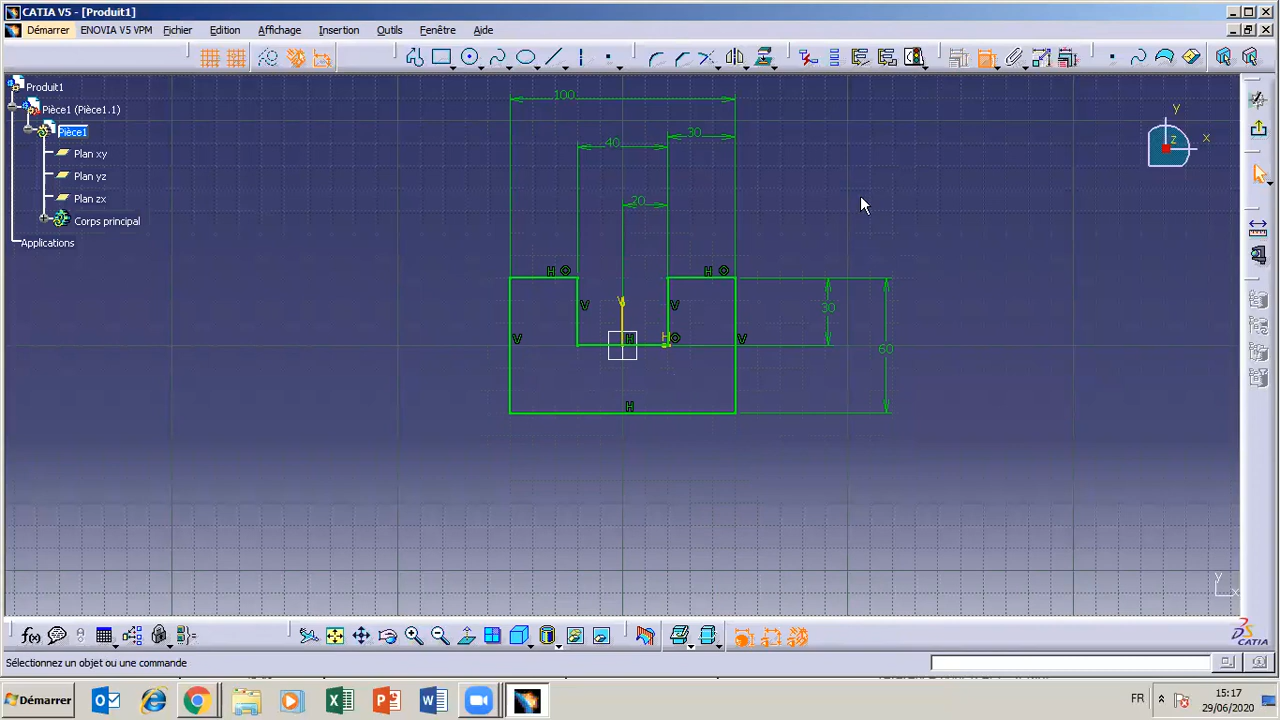 CATIA V5 - [Produit1]
Démarrer ENOVIA V5 VPM Fichier Edition Affichage Insertion Outils Fenêtre Aide
Produit1
Pièce1 (Pièce1.1)
Pièce1
Plan xy
Plan yz
Plan zx
Corps principal
Applications
100
40
30
20
H
H
V
V
V
H
H
V
V
30
60
H
y
x
z
y
x
f(x)
CATIA
Sélectionnez un objet ou une commande
Démarrer
FR
15:17
29/06/2020